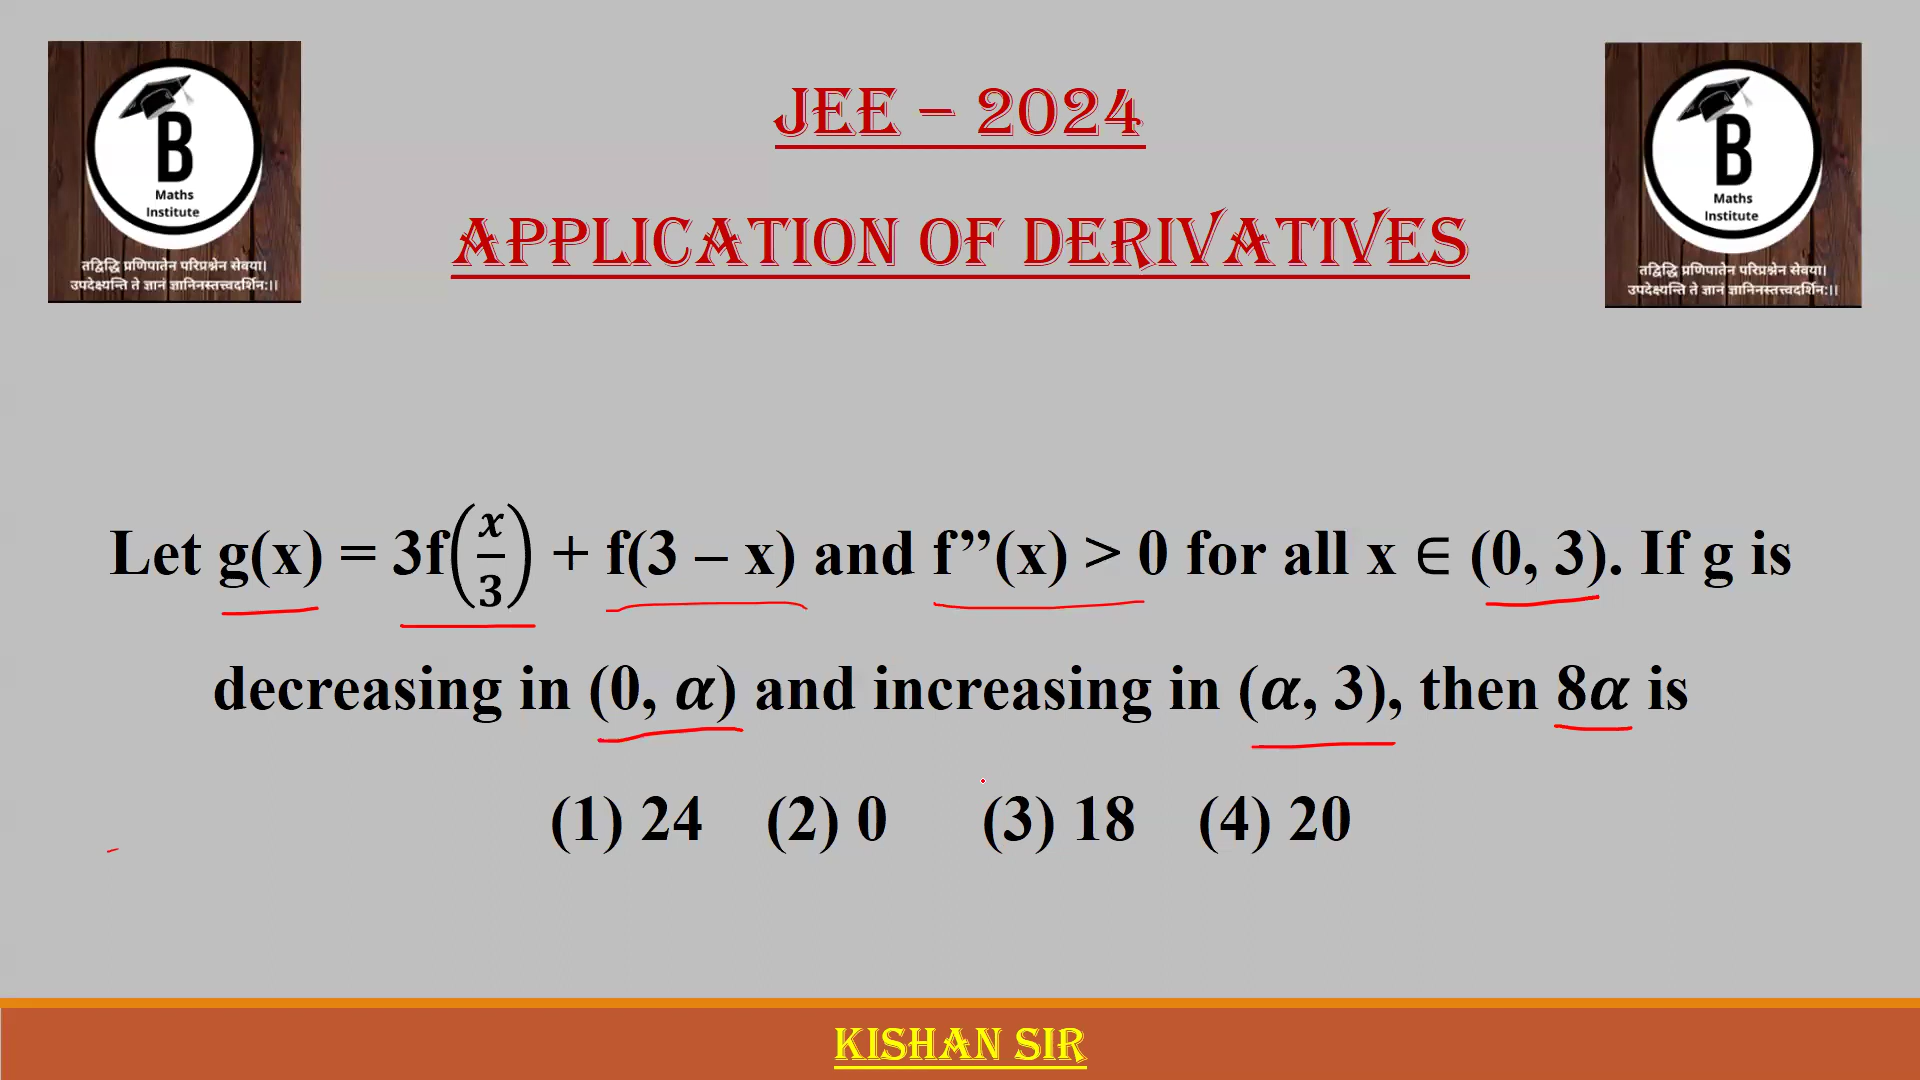 B
Maths
Institute
तद्विद्धि प्रणिपातेन परिप्रश्नेन सेवया।
उपदेक्ष्यन्ति ते ज्ञानं ज्ञानिनस्तत्त्वदर्शिन:।।
JEE – 2024
APPLICATION OF DERIVATIVES
B
Maths
Institute
तद्विद्धि प्रणिपातेन परिप्रश्नेन सेवया।
उपदेक्ष्यन्ति ते ज्ञानं ज्ञानिनस्तत्त्वदर्शिन:।।
Let g(x) = 3f(x/3) + f(3 – x) and f”(x) > 0 for all x ∈ (0, 3). If g is
decreasing in (0, α) and increasing in (α, 3), then 8α is
(1) 24 (2) 0 (3) 18 (4) 20
KISHAN SIR